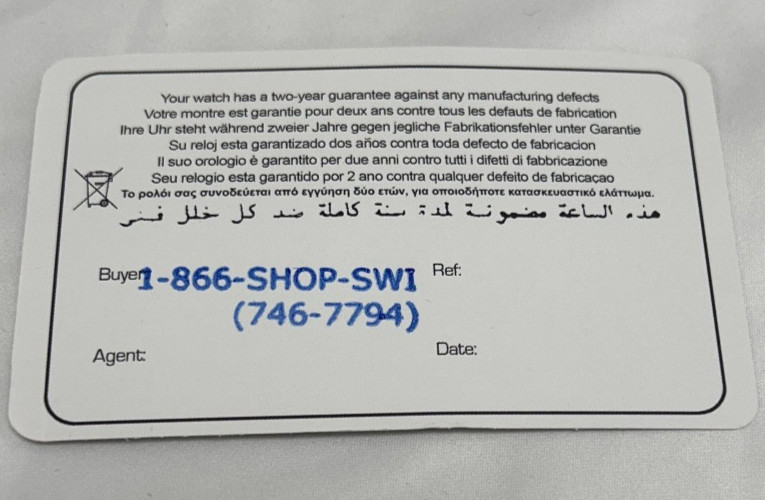 Your watch has a two-year guarantee against any manufacturing defects
Votre montre est garantie pour deux ans contre tous les defauts de fabrication
Ihre Uhr steht während zweier Jahre gegen jegliche Fabrikationsfehler unter Garantie
Su reloj esta garantizado dos años contra toda defecto de fabricacion
Il suo orologio è garantito per due anni contro tutti i difetti di fabbricazione
Seu relogio esta garantido por 2 ano contra qualquer defeito de fabricaçao
Το ρολόι σας συνοδεύεται από εγγύηση δύο ετών, για οποιοδήποτε κατασκευαστικό ελάττωμα.
هذه الساعة مضمونة لمدة سنة كاملة ضد كل خلل فني
Buyer 1-866-SHOP-SWI Ref:
(746-7794)
Agent: Date: